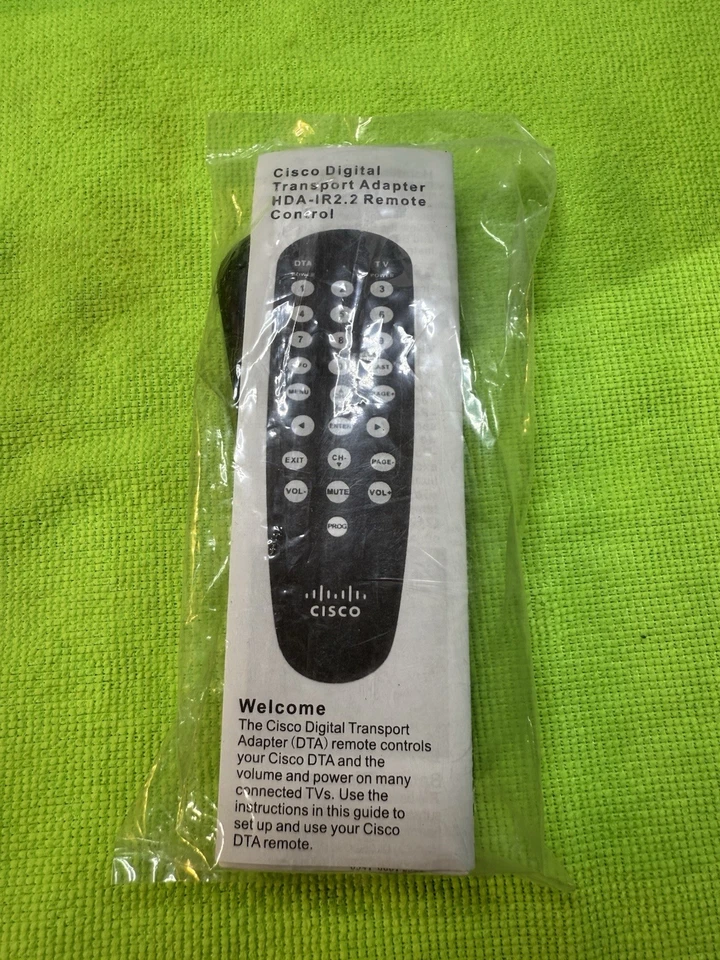 Cisco Digital
Transport Adapter
HDA-IR2.2 Remote
Control
DTA TV
1 3
4
7 8
MENU PAGE+
ENTER
EXIT CH- PAGE-
VOL- MUTE VOL+
PROG
CISCO
Welcome
The Cisco Digital Transport
Adapter (DTA) remote controls
your Cisco DTA and the
volume and power on many
connected TVs. Use the
instructions in this guide to
set up and use your Cisco
DTA remote.